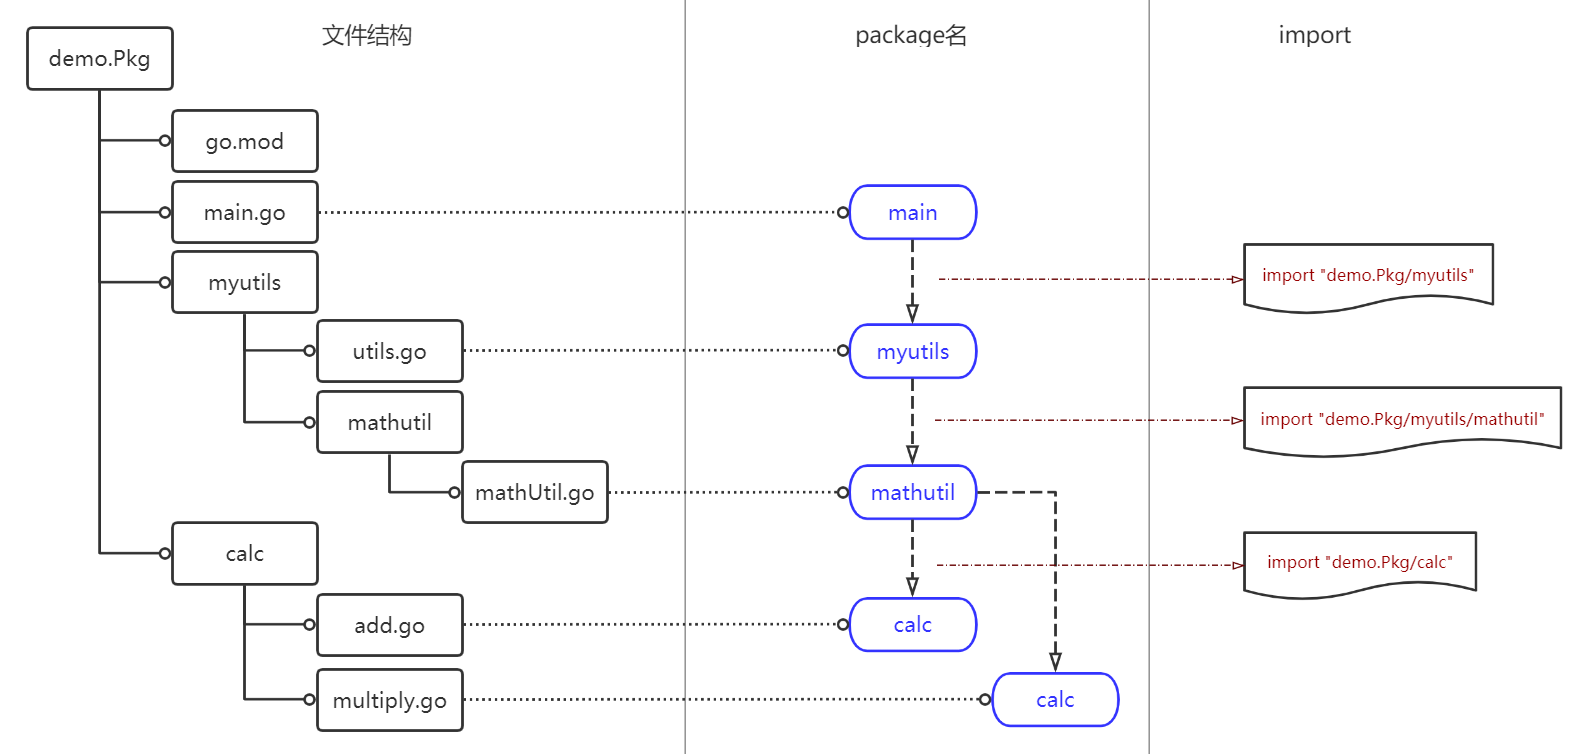 文件结构
package名
import
demo.Pkg
go.mod
main.go
main
myutils
import "demo.Pkg/myutils"
utils.go
myutils
mathutil
import "demo.Pkg/myutils/mathutil"
mathUtil.go
mathutil
calc
import "demo.Pkg/calc"
add.go
calc
multiply.go
calc